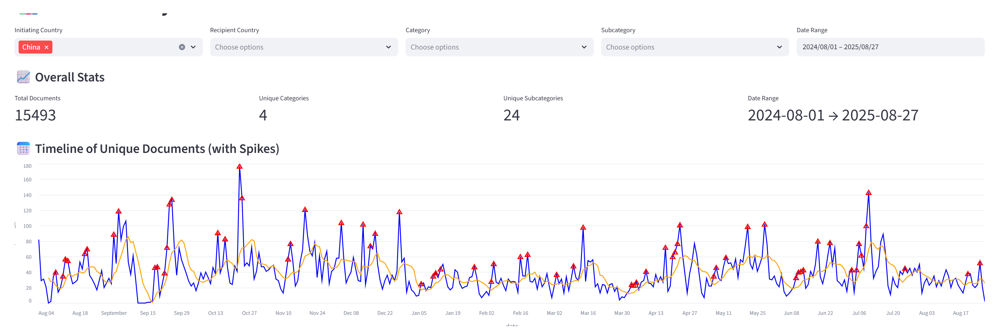 Initiating Country Recipient Country Category Subcategory Date Range
China × Choose options Choose options Choose options 2024/08/01 – 2025/08/27
Overall Stats
Total Documents Unique Categories Unique Subcategories Date Range
15493 4 24 2024-08-01 → 2025-08-27
Timeline of Unique Documents (with Spikes)
180
160
140
120
100
80
60
40
20
0
Aug 04 Aug 18 September Sep 15 Sep 29 Oct 13 Oct 27 Nov 10 Nov 24 Dec 08 Dec 22 Jan 05 Jan 19 Feb 02 Feb 16 Mar 02 Mar 16 Mar 30 Apr 13 Apr 27 May 11 May 25 Jun 08 Jun 22 Jul 06 Jul 20 Aug 03 Aug 17
date